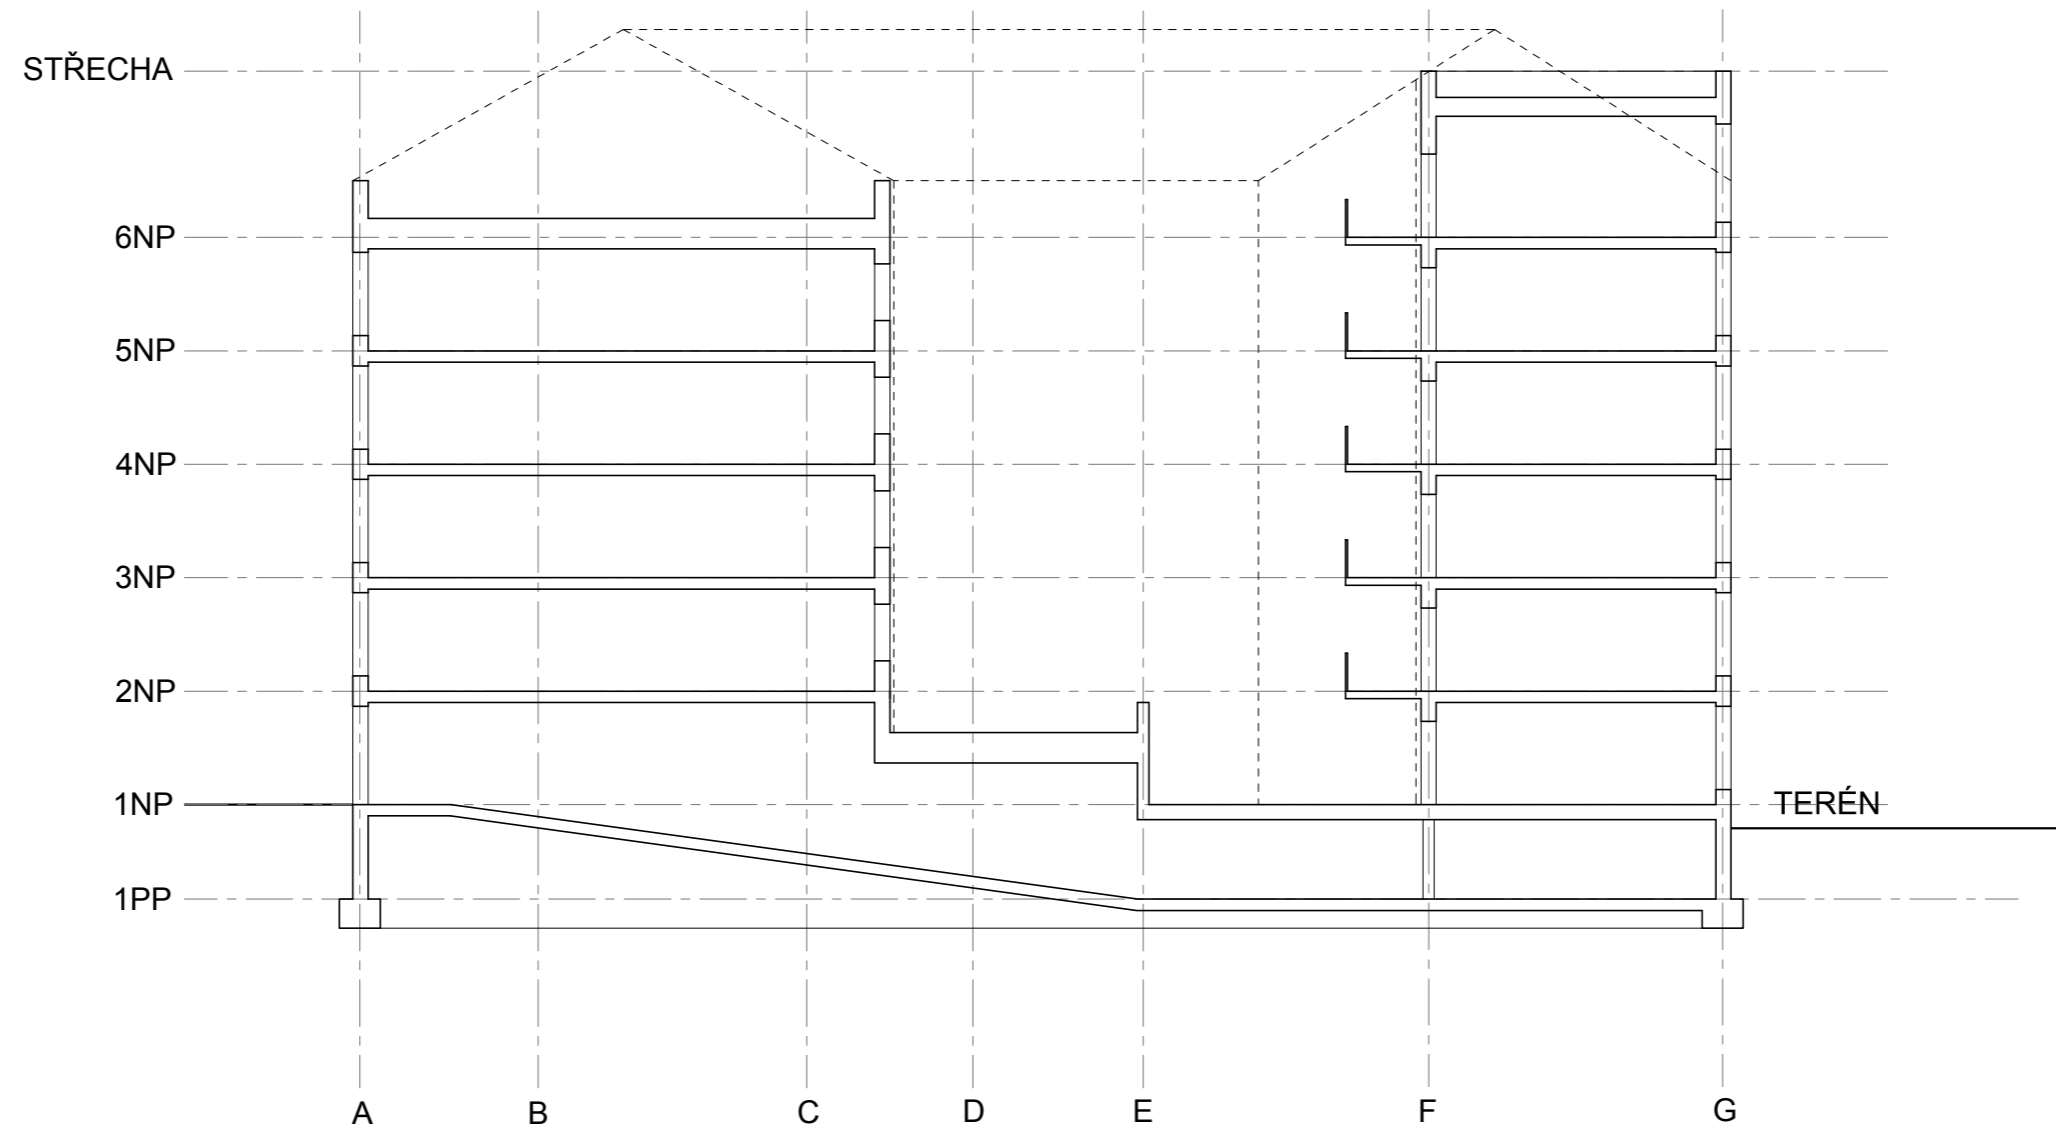 STŘECHA
6NP
5NP
4NP
3NP
2NP
1NP
TERÉN
1PP
A B C D E F G